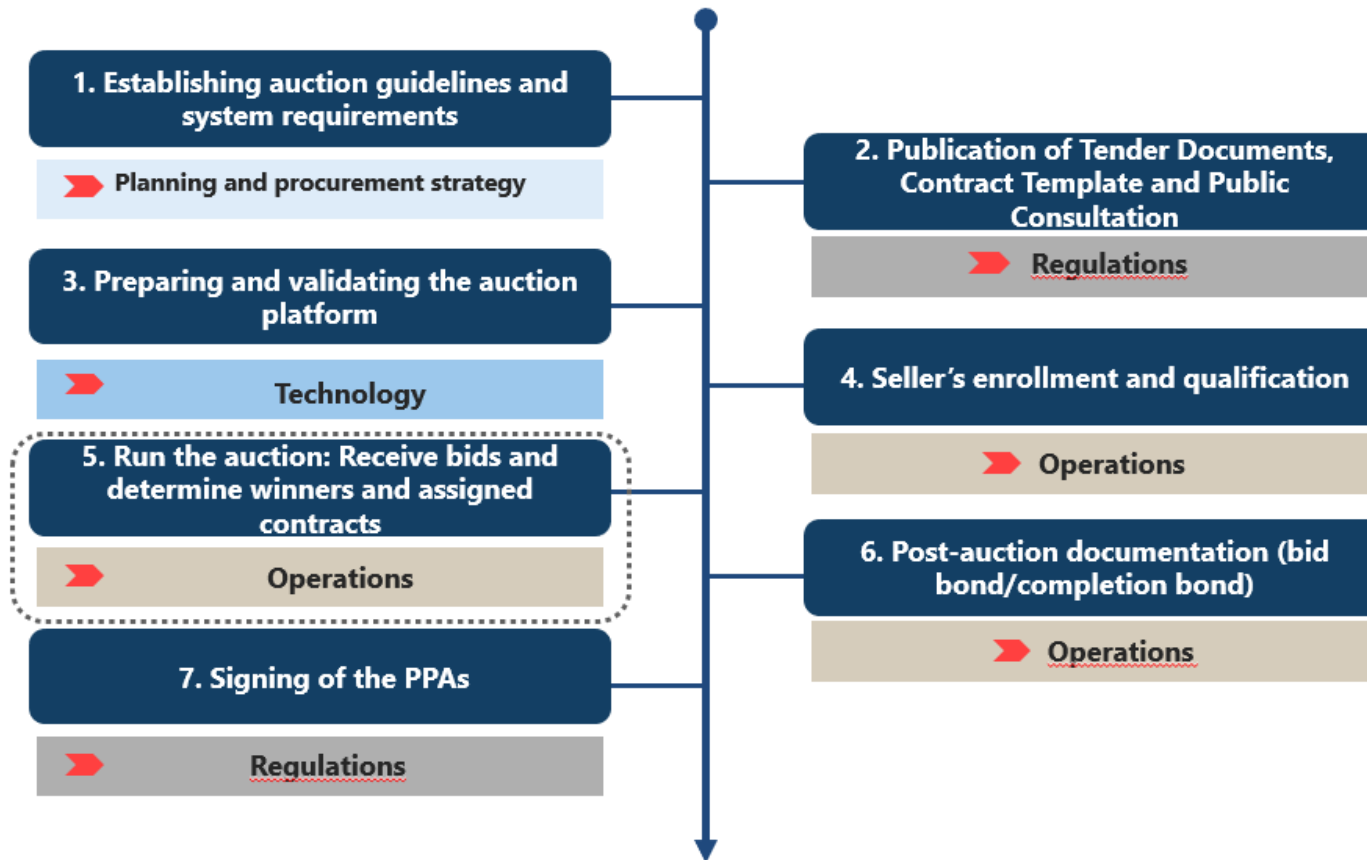 1. Establishing auction guidelines and
system requirements
Planning and procurement strategy
2. Publication of Tender Documents,
Contract Template and Public
Consultation
Regulations
3. Preparing and validating the auction
platform
Technology
4. Seller’s enrollment and qualification
Operations
5. Run the auction: Receive bids and
determine winners and assigned
contracts
Operations
6. Post-auction documentation (bid
bond/completion bond)
Operations
7. Signing of the PPAs
Regulations